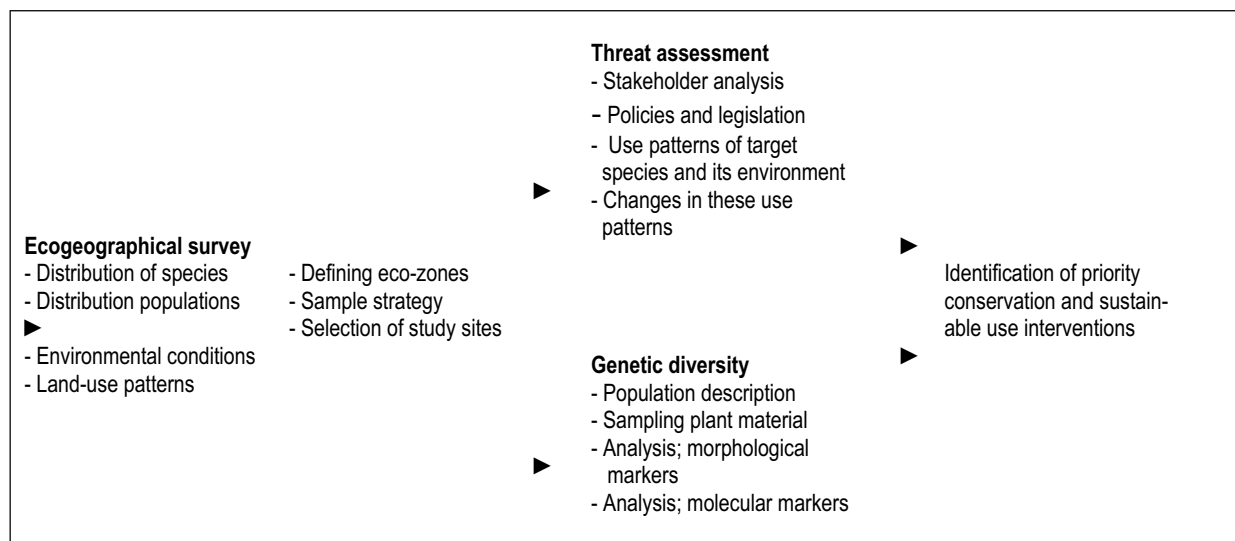 Ecogeographical survey
- Distribution of species
- Distribution populations
►
- Environmental conditions
- Land-use patterns
- Defining eco-zones
- Sample strategy
- Selection of study sites
►
Threat assessment
- Stakeholder analysis
– Policies and legislation
- Use patterns of target
species and its environment
- Changes in these use
patterns
►
Genetic diversity
- Population description
- Sampling plant material
- Analysis; morphological
markers
- Analysis; molecular markers
►
►
Identification of priority
conservation and sustain-
able use interventions